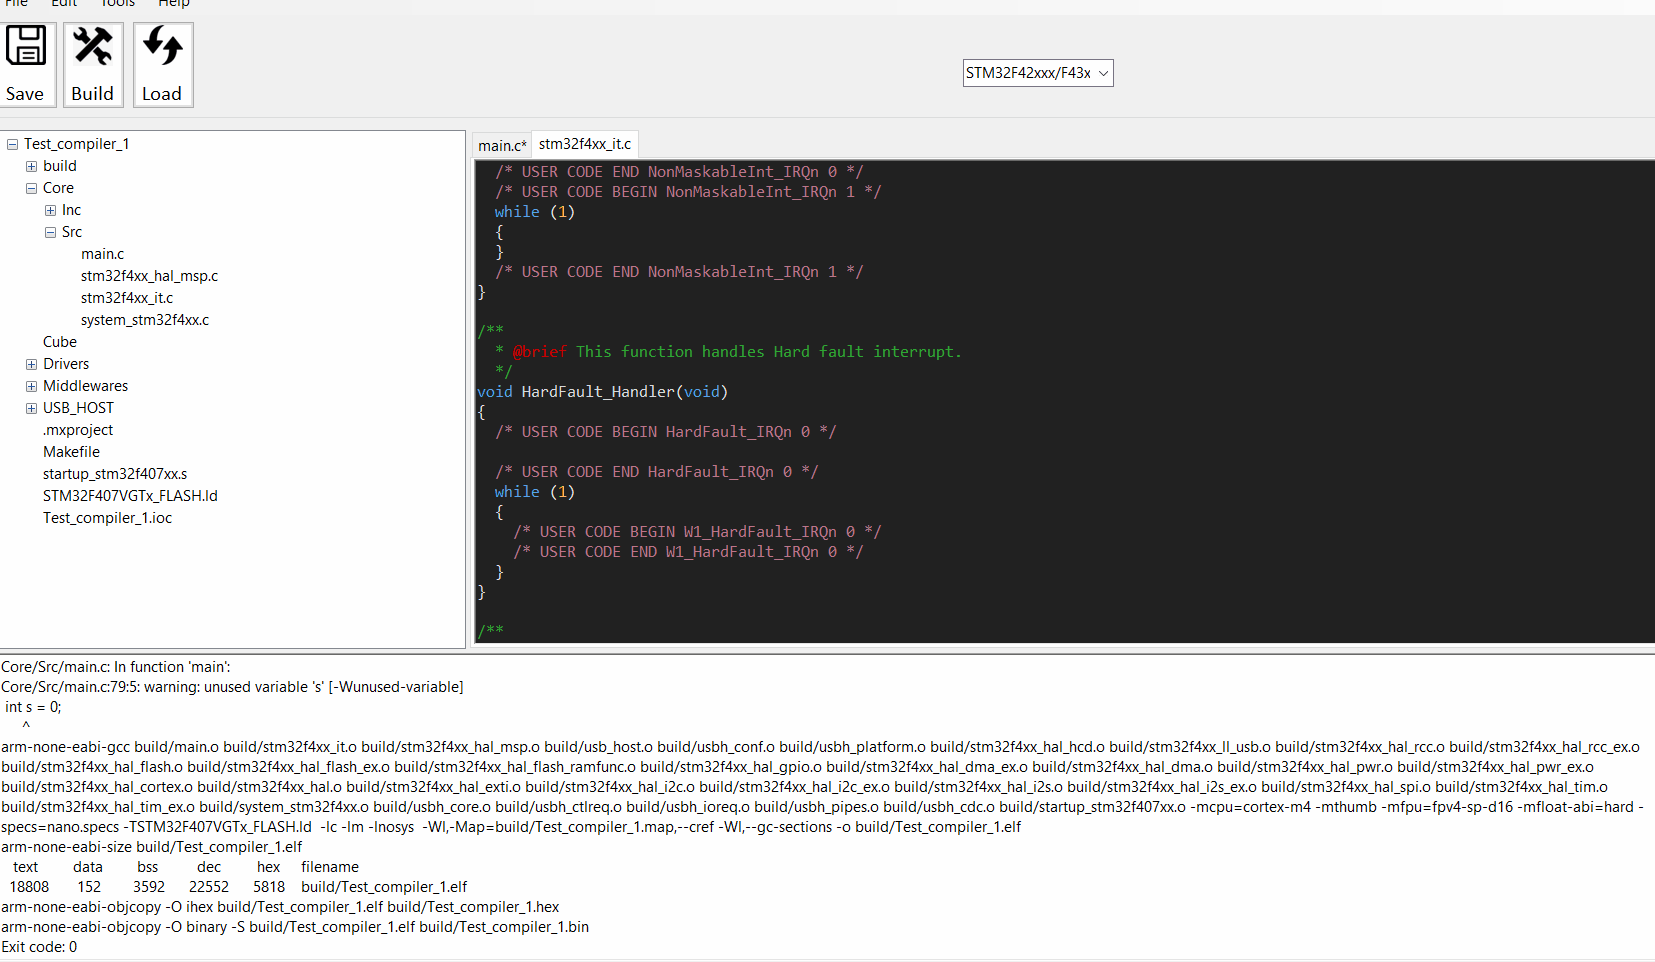 File Edit Tools Help
Save Build Load
STM32F42xxx/F43x
Test_compiler_1
build
Core
Inc
Src
main.c
stm32f4xx_hal_msp.c
stm32f4xx_it.c
system_stm32f4xx.c
Cube
Drivers
Middlewares
USB_HOST
.mxproject
Makefile
startup_stm32f407xx.s
STM32F407VGTx_FLASH.ld
Test_compiler_1.ioc
main.c* stm32f4xx_it.c
/* USER CODE END NonMaskableInt_IRQn 0 */
/* USER CODE BEGIN NonMaskableInt_IRQn 1 */
while (1)
{
}
/* USER CODE END NonMaskableInt_IRQn 1 */
}
/**
* @brief This function handles Hard fault interrupt.
*/
void HardFault_Handler(void)
{
/* USER CODE BEGIN HardFault_IRQn 0 */
/* USER CODE END HardFault_IRQn 0 */
while (1)
{
/* USER CODE BEGIN W1_HardFault_IRQn 0 */
/* USER CODE END W1_HardFault_IRQn 0 */
}
}
/**
Core/Src/main.c: In function 'main':
Core/Src/main.c:79:5: warning: unused variable 's' [-Wunused-variable]
int s = 0;
^
arm-none-eabi-gcc build/main.o build/stm32f4xx_it.o build/stm32f4xx_hal_msp.o build/usb_host.o build/usbh_conf.o build/usbh_platform.o build/stm32f4xx_hal_hcd.o build/stm32f4xx_ll_usb.o build/stm32f4xx_hal_rcc.o build/stm32f4xx_hal_rcc_ex.o
build/stm32f4xx_hal_flash.o build/stm32f4xx_hal_flash_ex.o build/stm32f4xx_hal_flash_ramfunc.o build/stm32f4xx_hal_gpio.o build/stm32f4xx_hal_dma_ex.o build/stm32f4xx_hal_dma.o build/stm32f4xx_hal_pwr.o build/stm32f4xx_hal_pwr_ex.o
build/stm32f4xx_hal_cortex.o build/stm32f4xx_hal.o build/stm32f4xx_hal_exti.o build/stm32f4xx_hal_i2c.o build/stm32f4xx_hal_i2c_ex.o build/stm32f4xx_hal_i2s.o build/stm32f4xx_hal_i2s_ex.o build/stm32f4xx_hal_spi.o build/stm32f4xx_hal_tim.o
build/stm32f4xx_hal_tim_ex.o build/system_stm32f4xx.o build/usbh_core.o build/usbh_ctlreq.o build/usbh_ioreq.o build/usbh_pipes.o build/usbh_cdc.o build/startup_stm32f407xx.o -mcpu=cortex-m4 -mthumb -mfpu=fpv4-sp-d16 -mfloat-abi=hard -
specs=nano.specs -TSTM32F407VGTx_FLASH.ld -lc -lm -lnosys -Wl,-Map=build/Test_compiler_1.map,--cref -Wl,--gc-sections -o build/Test_compiler_1.elf
arm-none-eabi-size build/Test_compiler_1.elf
text data bss dec hex filename
18808 152 3592 22552 5818 build/Test_compiler_1.elf
arm-none-eabi-objcopy -O ihex build/Test_compiler_1.elf build/Test_compiler_1.hex
arm-none-eabi-objcopy -O binary -S build/Test_compiler_1.elf build/Test_compiler_1.bin
Exit code: 0